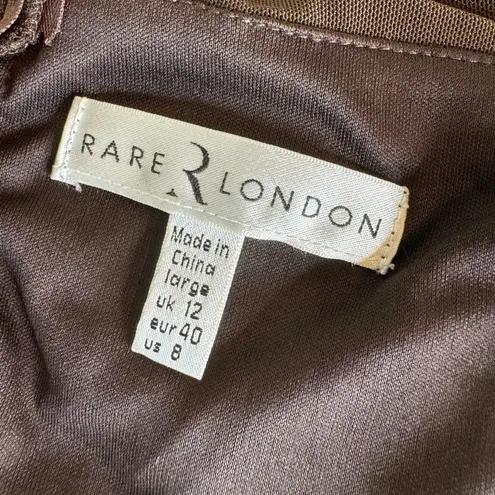 RARE R LONDON
Made in
China
large
uk 12
eur 40
us 8